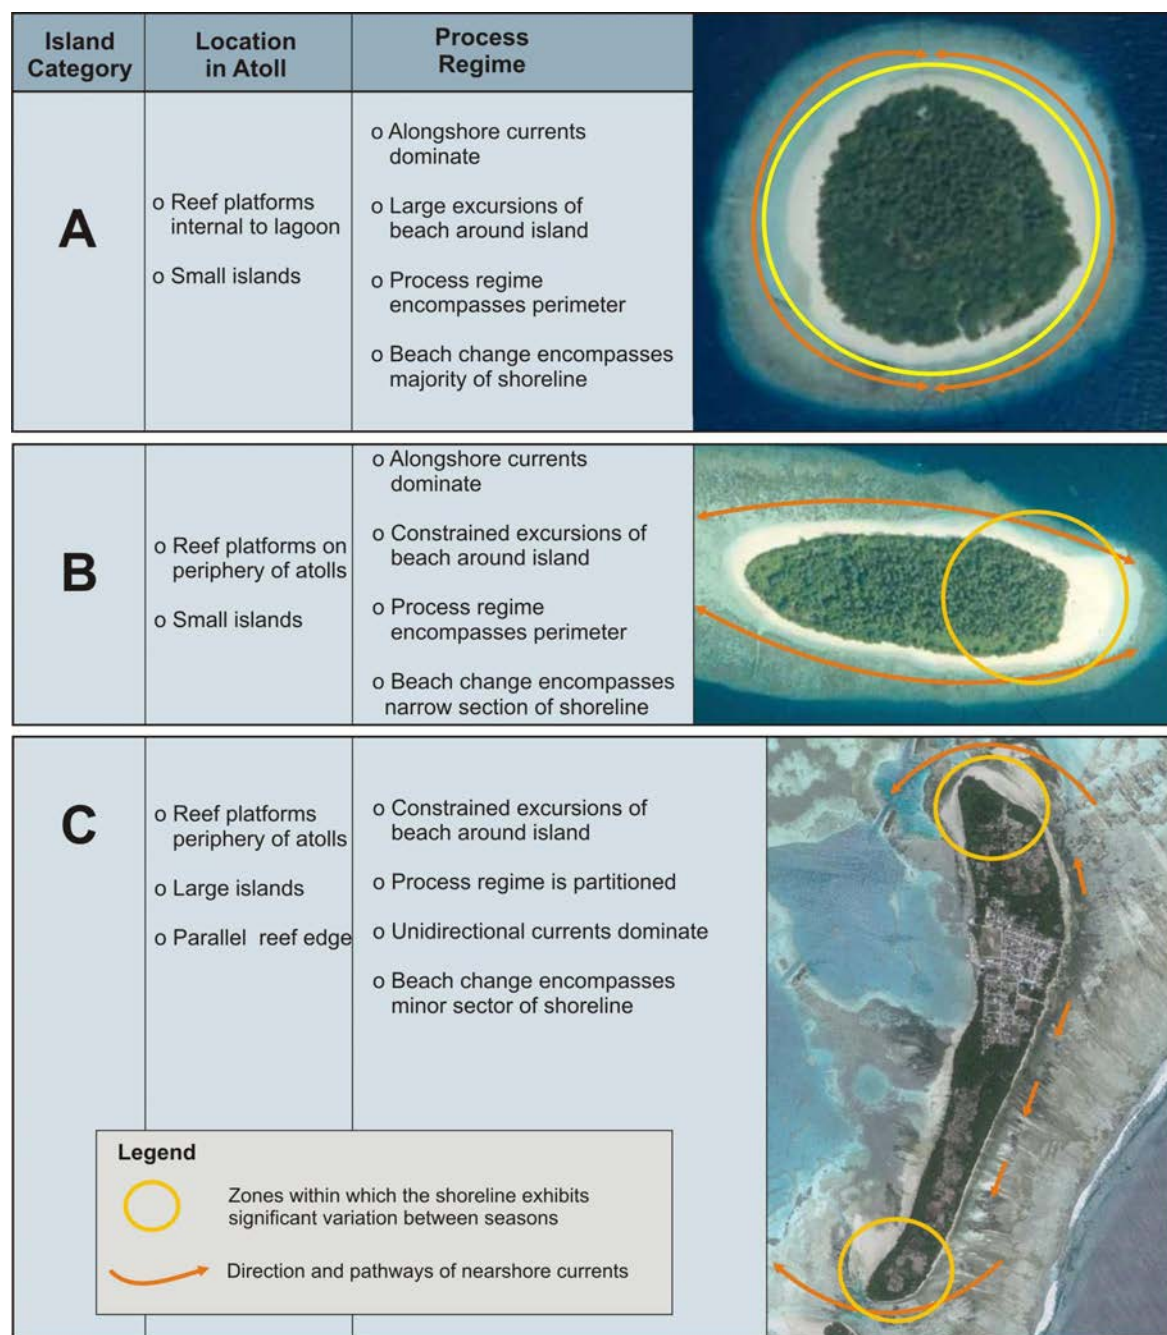 Island
Category
Location
in Atoll
Process
Regime
A
o Reef platforms
internal to lagoon
o Small islands
o Alongshore currents
dominate
o Large excursions of
beach around island
o Process regime
encompasses perimeter
o Beach change encompasses
majority of shoreline
B
o Reef platforms on
periphery of atolls
o Small islands
o Alongshore currents
dominate
o Constrained excursions of
beach around island
o Process regime
encompasses perimeter
o Beach change encompasses
narrow section of shoreline
C
o Reef platforms
periphery of atolls
o Large islands
o Parallel reef edge
o Constrained excursions of
beach around island
o Process regime is partitioned
o Unidirectional currents dominate
o Beach change encompasses
minor sector of shoreline
Legend
Zones within which the shoreline exhibits
significant variation between seasons
Direction and pathways of nearshore currents